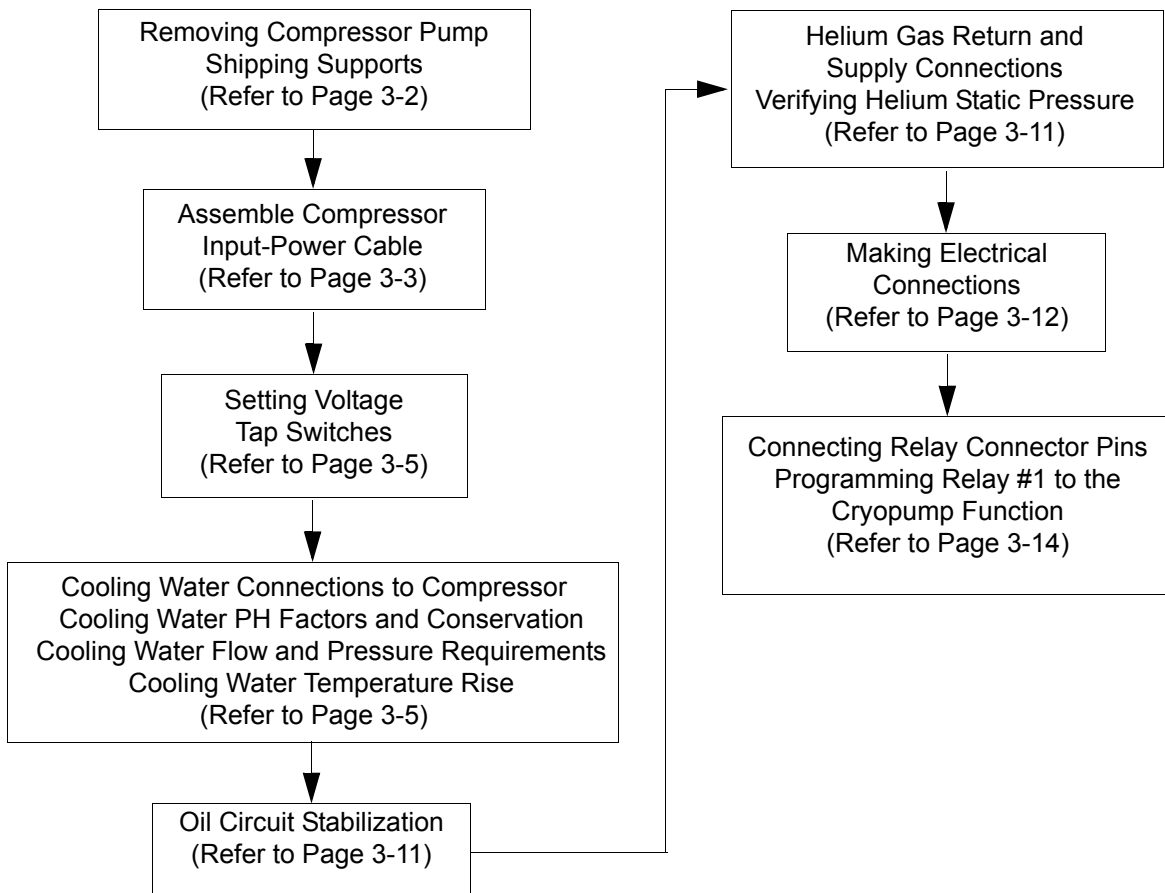 Removing Compressor Pump
Shipping Supports
(Refer to Page 3-2)
Assemble Compressor
Input-Power Cable
(Refer to Page 3-3)
Setting Voltage
Tap Switches
(Refer to Page 3-5)
Cooling Water Connections to Compressor
Cooling Water PH Factors and Conservation
Cooling Water Flow and Pressure Requirements
Cooling Water Temperature Rise
(Refer to Page 3-5)
Oil Circuit Stabilization
(Refer to Page 3-11)
Helium Gas Return and
Supply Connections
Verifying Helium Static Pressure
(Refer to Page 3-11)
Making Electrical
Connections
(Refer to Page 3-12)
Connecting Relay Connector Pins
Programming Relay #1 to the
Cryopump Function
(Refer to Page 3-14)